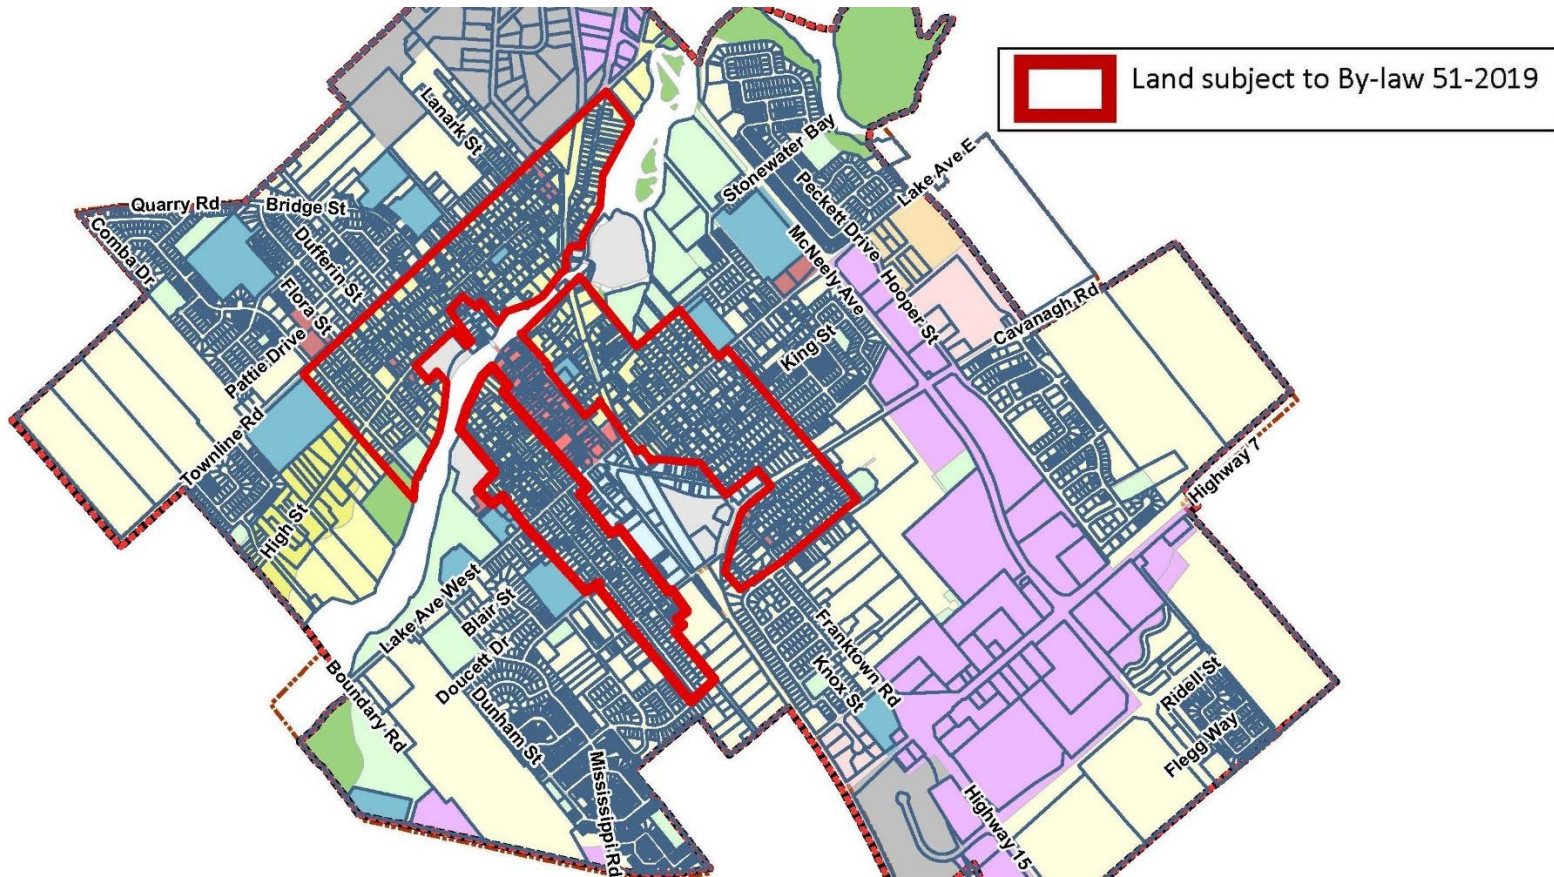 Land subject to By-law 51-2019
Lanark St
Stonewater Bay
Lake Ave E
Quarry Rd
Bridge St
Comba Dr
Dufferin St
Peckett Drive
McNeely Ave
Hooper St
Flora St
Cavanagh Rd
Pattie Drive
King St
Townline Rd
Highway 7
High St
Lake Ave West
Blair St
Doucett Dr
Boundary Rd
Dunham St
Franktown Rd
Knox St
Ridell St
Flegg Way
Mississippi Rd
Highway 15